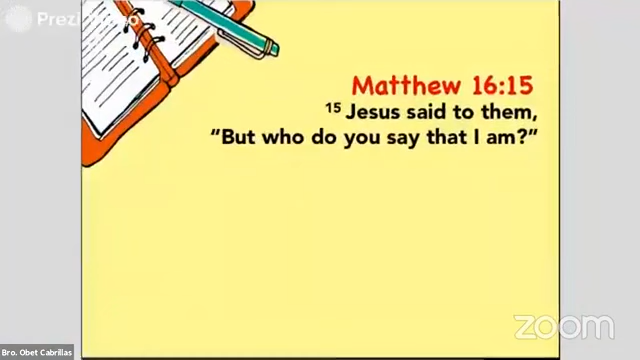 Prezi Video
Matthew 16:15
15 Jesus said to them,
“But who do you say that I am?”
zoom
Bro. Obet Cabrillas